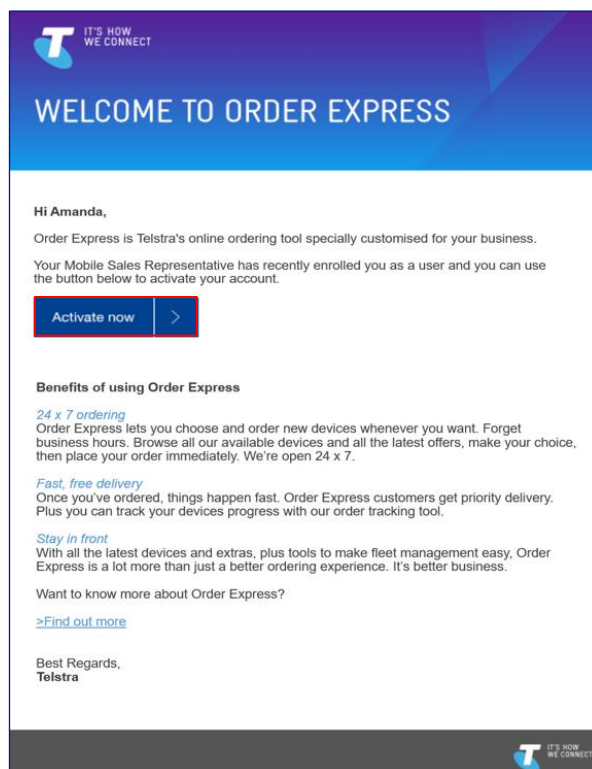 IT'S HOW
WE CONNECT
WELCOME TO ORDER EXPRESS
Hi Amanda,
Order Express is Telstra's online ordering tool specially customised for your business.
Your Mobile Sales Representative has recently enrolled you as a user and you can use
the button below to activate your account.
Activate now >
Benefits of using Order Express
24 x 7 ordering
Order Express lets you choose and order new devices whenever you want. Forget
business hours. Browse all our available devices and all the latest offers, make your choice,
then place your order immediately. We're open 24 x 7.
Fast, free delivery
Once you've ordered, things happen fast. Order Express customers get priority delivery.
Plus you can track your devices progress with our order tracking tool.
Stay in front
With all the latest devices and extras, plus tools to make fleet management easy, Order
Express is a lot more than just a better ordering experience. It's better business.
Want to know more about Order Express?
>Find out more
Best Regards,
Telstra
IT'S HOW
WE CONNECT